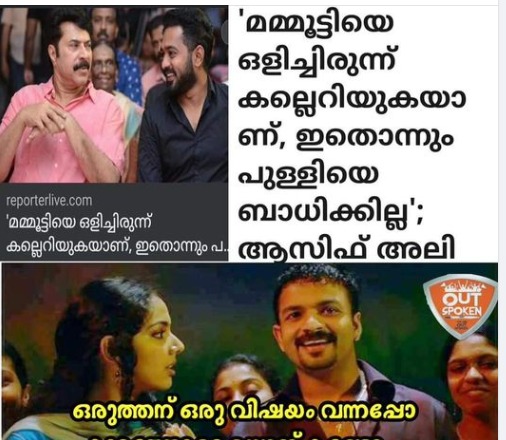 'മമ്മൂട്ടിയെ
ഒളിച്ചിരുന്ന്
കല്ലെറിയുകയാ
ണ്, ഇതൊന്നും
പുള്ളിയെ
ബാധിക്കില്ല';
ആസിഫ് അലി
reporterlive.com
'മമ്മൂട്ടിയെ ഒളിച്ചിരുന്ന്
കല്ലെറിയുകയാണ്, ഇതൊന്നും പ..
OUT
SPOKEN
ഒരുത്തന് ഒരു വിഷയം വന്നപ്പോ